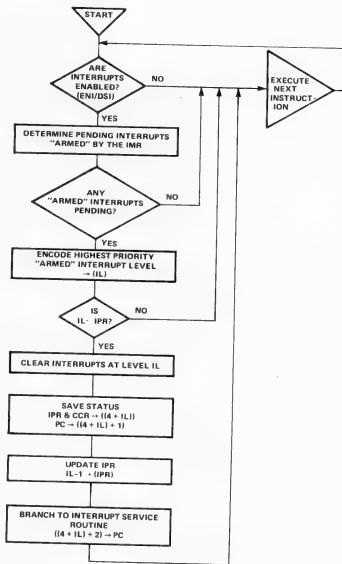 START
ARE
INTERRUPTS
ENABLED?
(ENI/DSI)
NO
YES
EXECUTE
NEXT
INSTRUCT-
ION
DETERMINE PENDING INTERRUPTS
"ARMED" BY THE IMR
ANY
"ARMED" INTERRUPTS
PENDING?
NO
YES
ENCODE HIGHEST PRIORITY
"ARMED" INTERRUPT LEVEL
→ (IL)
IS
IL· IPR?
NO
YES
CLEAR INTERRUPTS AT LEVEL IL
SAVE STATUS
IPR & CCR → ((4 + IL))
PC → ((4 + IL) + 1)
UPDATE IPR
IL-1 → (IPR)
BRANCH TO INTERRUPT SERVICE
ROUTINE
((4 + IL) + 2) → PC